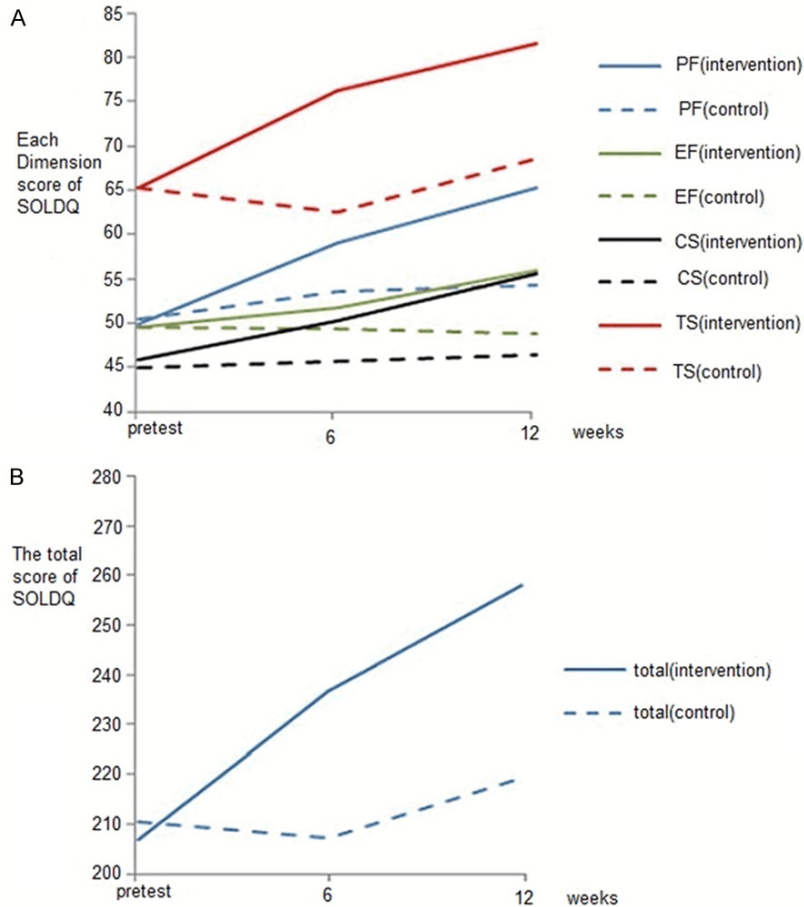 A
85
80
75
70
65
60
55
50
45
40
Each
Dimension
score of
SOLDQ
pretest
6
12
weeks
PF(intervention)
PF(control)
EF(intervention)
EF(control)
CS(intervention)
CS(control)
TS(intervention)
TS(control)
B
280
270
260
250
240
230
220
210
200
The total
score of
SOLDQ
pretest
6
12
weeks
total(intervention)
total(control)